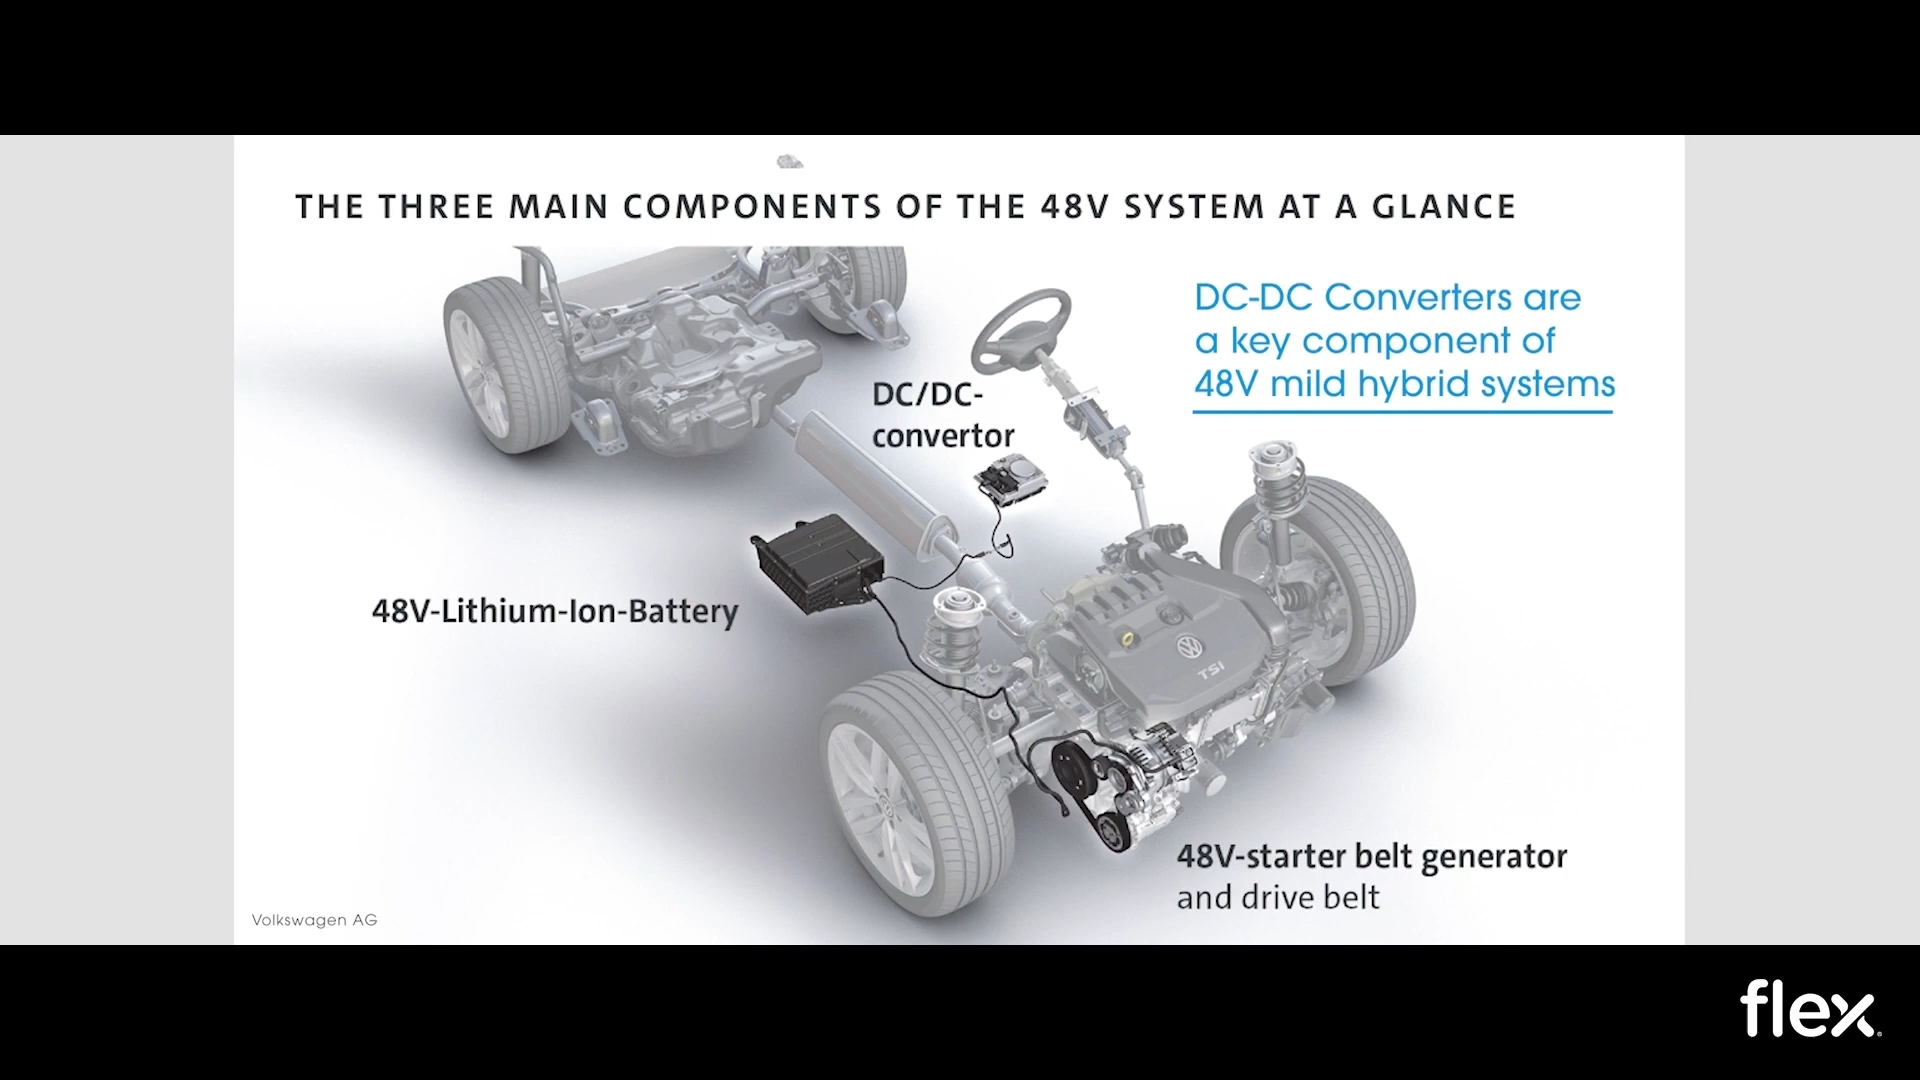 THE THREE MAIN COMPONENTS OF THE 48V SYSTEM AT A GLANCE
DC-DC Converters are
a key component of
48V mild hybrid systems
DC/DC-
convertor
48V-Lithium-Ion-Battery
TSI
48V-starter belt generator
and drive belt
Volkswagen AG
flex